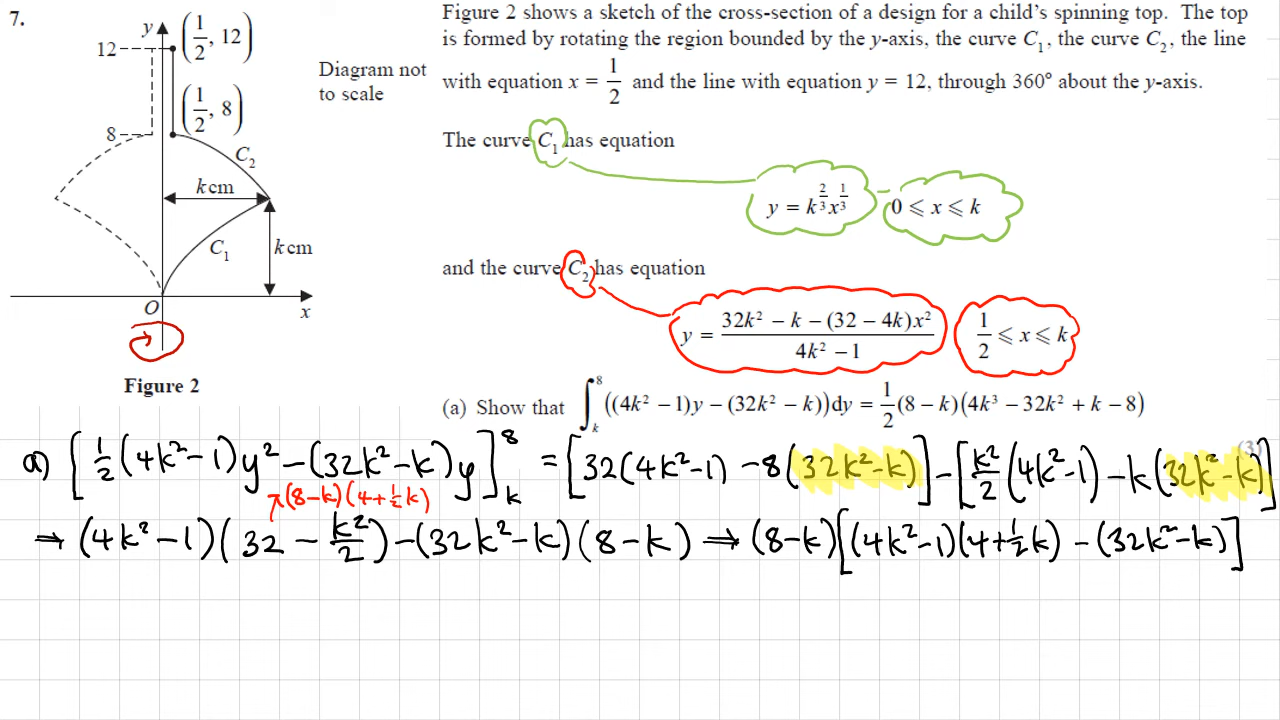 7.
Figure 2 shows a sketch of the cross-section of a design for a child's spinning top. The top
is formed by rotating the region bounded by the y-axis, the curve C₁, the curve C₂, the line
with equation x = 1/2 and the line with equation y = 12, through 360° about the y-axis.
y
12
(1/2, 12)
Diagram not
to scale
(1/2, 8)
8
C₂
k cm
C₁
k cm
O
x
Figure 2
The curve C₁ has equation
y = k^(2/3) x^(1/3) 0 ⩽ x ⩽ k
and the curve C₂ has equation
y = (32k² − k − (32 − 4k)x²)/(4k² − 1) 1/2 ⩽ x ⩽ k
(a) Show that ∫_k^8 ((4k² − 1)y − (32k² − k))dy = 1/2(8 − k)(4k³ − 32k² + k − 8)
(3)
a) [1/2(4k²−1)y² − (32k²−k)y]_k^8 = [32(4k²−1) − 8(32k²−k)] − [k²/2(4k²−1) − k(32k²−k)]
(8−k)(4+1/2k)
⇒ (4k²−1)(32 − k²/2) − (32k²−k)(8−k) ⇒ (8−k)[(4k²−1)(4+1/2k) − (32k²−k)]